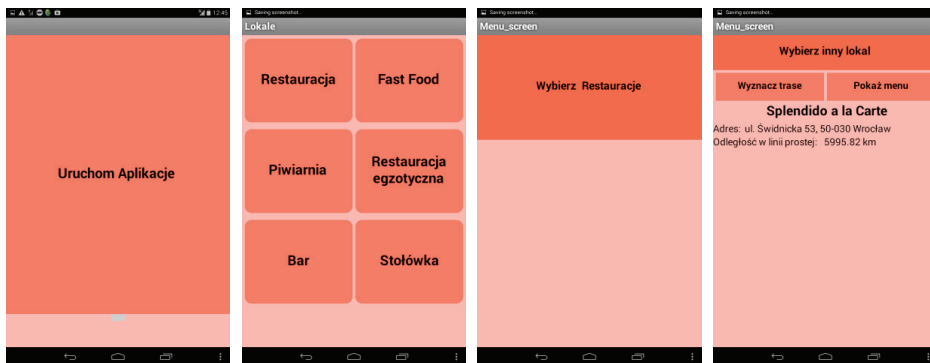 12:45
Uruchom Aplikacje
Saving screenshot...
Lokale
Restauracja
Fast Food
Piwiarnia
Restauracja
egzotyczna
Bar
Stołówka
Saving screenshot...
Menu_screen
Wybierz Restauracje
Saving screenshot...
Menu_screen
Wybierz inny lokal
Wyznacz trase
Pokaż menu
Splendido a la Carte
Adres: ul. Świdnicka 53, 50-030 Wrocław
Odległość w linii prostej: 5995.82 km